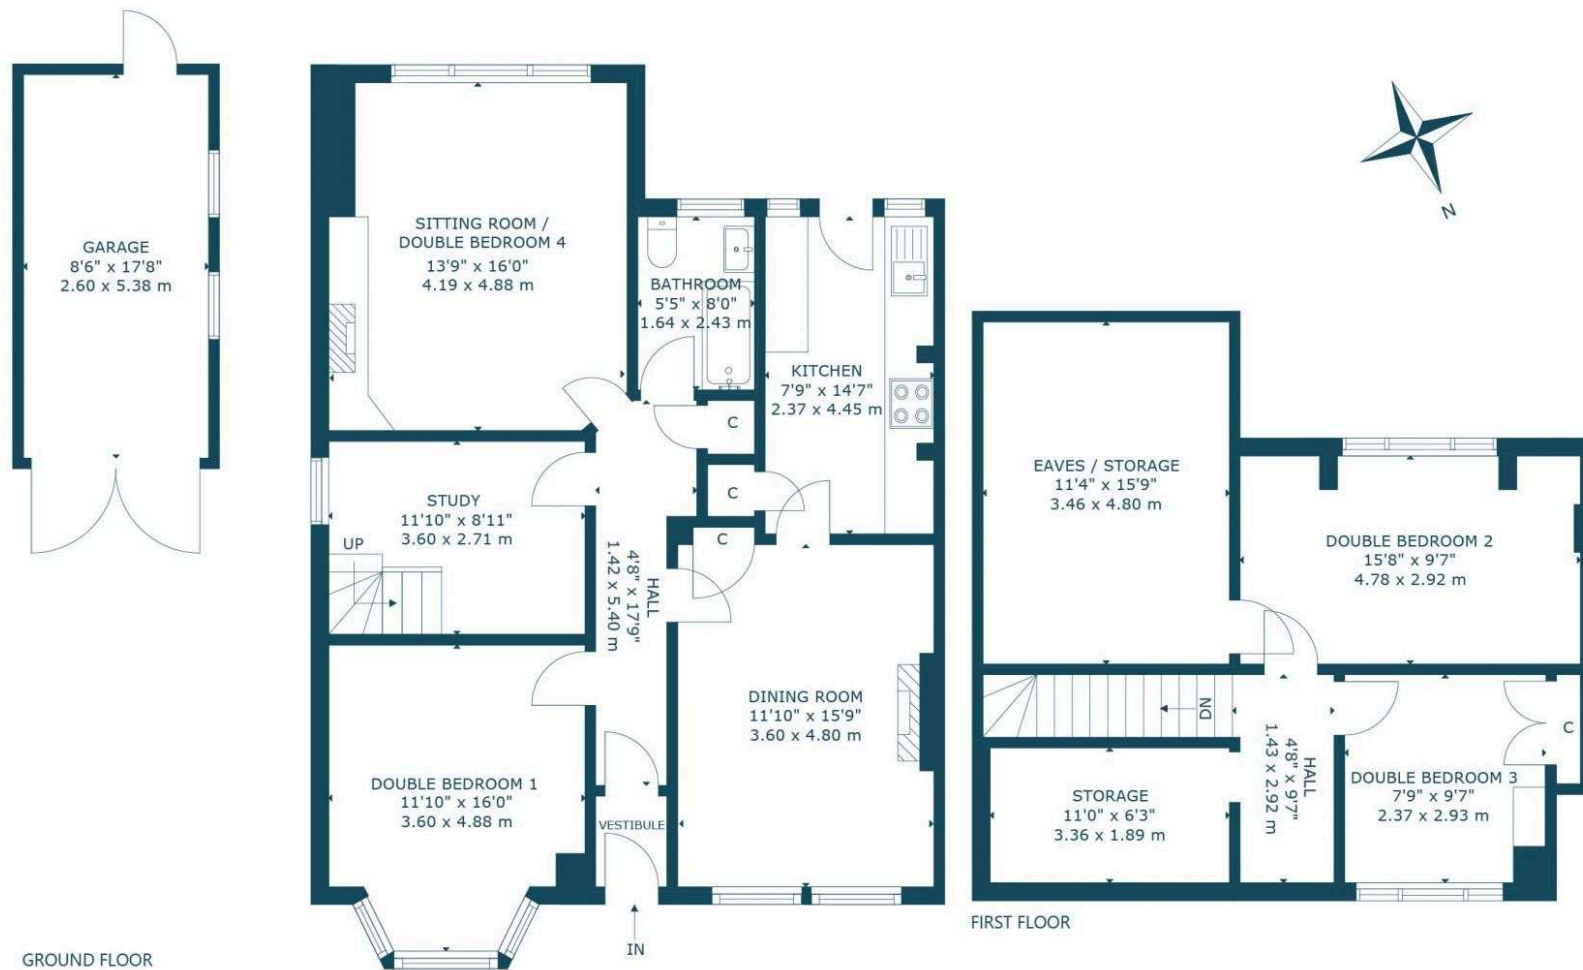 GARAGE
8'6" x 17'8"
2.60 x 5.38 m
SITTING ROOM /
DOUBLE BEDROOM 4
13'9" x 16'0"
4.19 x 4.88 m
BATHROOM
5'5" x 8'0"
1.64 x 2.43 m
KITCHEN
7'9" x 14'7"
2.37 x 4.45 m
C
C
C
STUDY
11'10" x 8'11"
3.60 x 2.71 m
UP
HALL
4'8" x 17'9"
1.42 x 5.40 m
DINING ROOM
11'10" x 15'9"
3.60 x 4.80 m
DOUBLE BEDROOM 1
11'10" x 16'0"
3.60 x 4.88 m
VESTIBULE
IN
GROUND FLOOR
N
EAVES / STORAGE
11'4" x 15'9"
3.46 x 4.80 m
DOUBLE BEDROOM 2
15'8" x 9'7"
4.78 x 2.92 m
DN
HALL
4'8" x 9'7"
1.43 x 2.92 m
C
DOUBLE BEDROOM 3
7'9" x 9'7"
2.37 x 2.93 m
STORAGE
11'0" x 6'3"
3.36 x 1.89 m
FIRST FLOOR